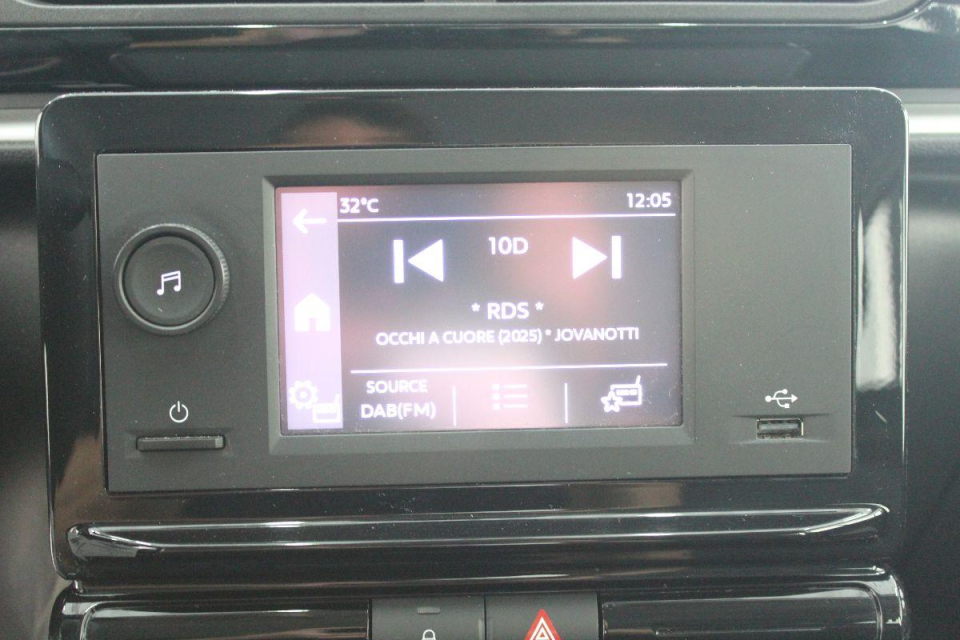 32°C 12:05
10D
* RDS *
OCCHI A CUORE (2025) * JOVANOTTI
SOURCE
DAB(FM)